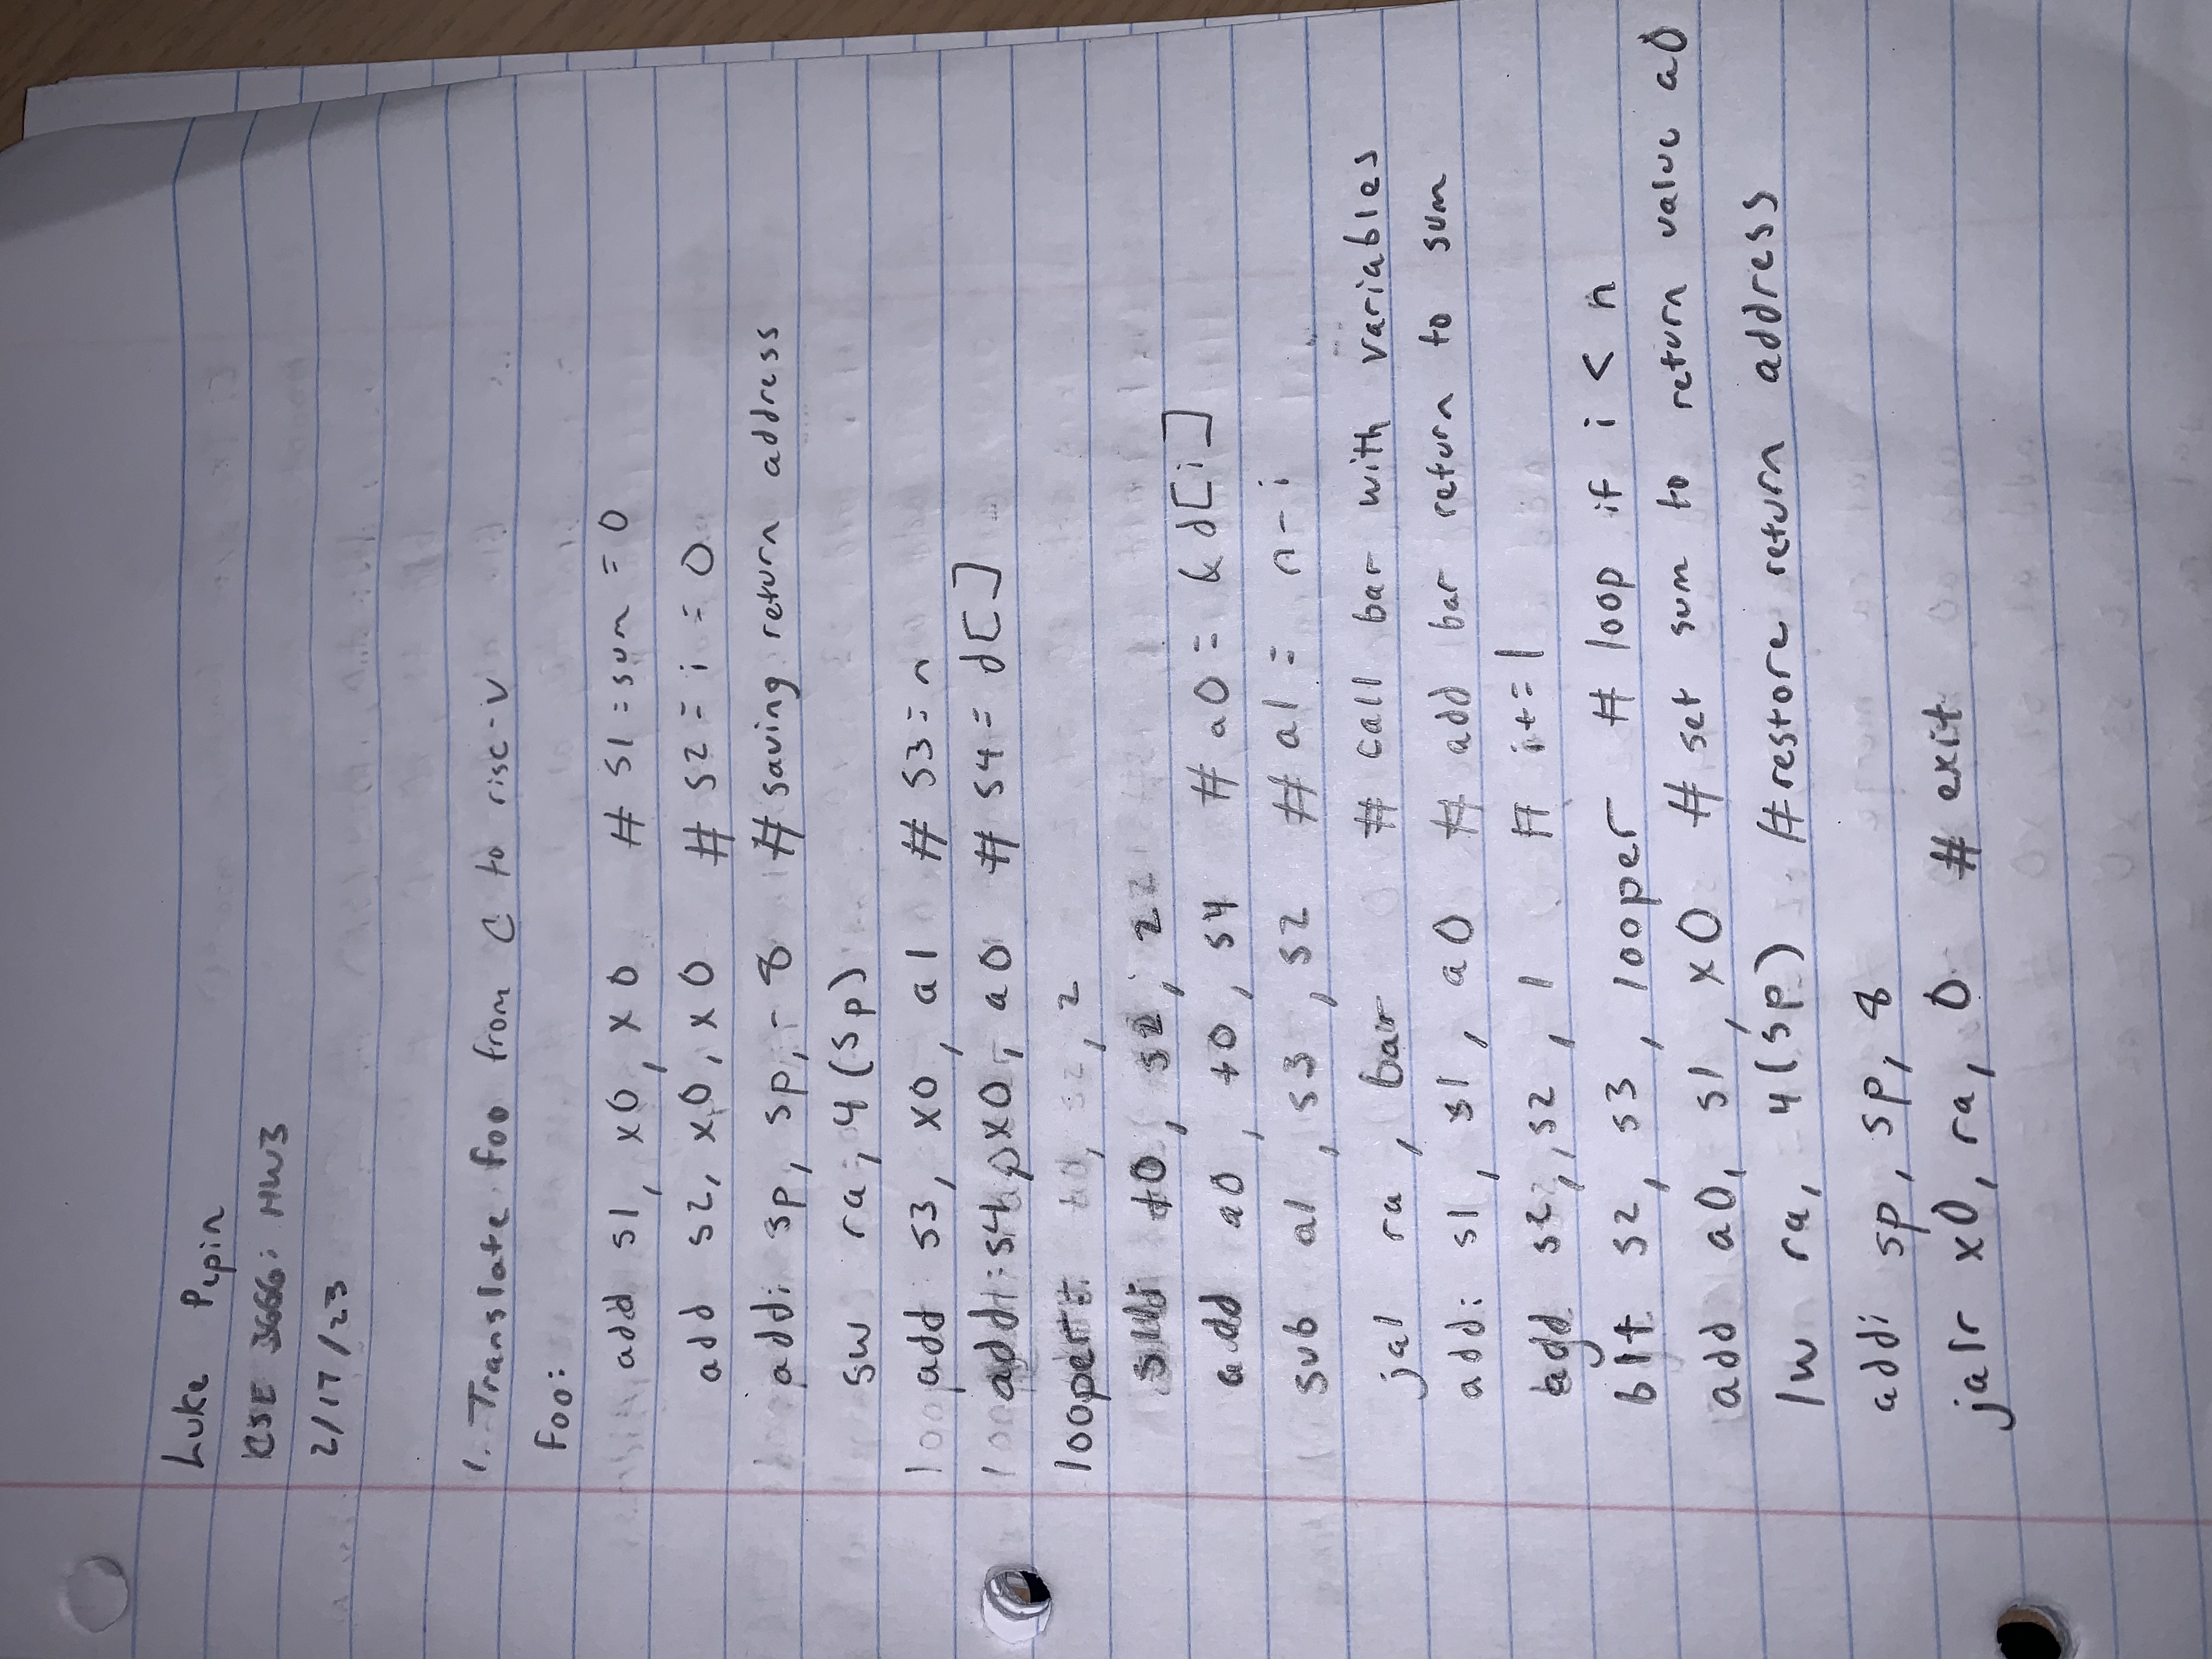 Luke Pepin
CSE 3666: HW3
2/17/23
1. Translate foo from C to risc-v
Foo:
add s1, x0, x0 # s1 = sum = 0
add s2, x0, x0 # s2 = i = 0
addi sp, sp, -8 # saving return address
sw ra, 4(sp)
add s3, x0, a1 # s3 = n
add s4, x0, a0 # s4 = d[]
looper:
slli t0, s2, 2
add a0, t0, s4 # a0 = &d[i]
sub a1, s3, s2 # a1 = n-i
jal ra, bar # call bar with variables
addi s1, s1, a0 # add bar return to sum
add s2, s2, 1 # i+=1
blt s2, s3, looper # loop if i < n
add a0, s1, x0 # set sum to return value a0
lw ra, 4(sp) # restore return address
addi sp, sp, 8
jalr x0, ra, 0 # exit